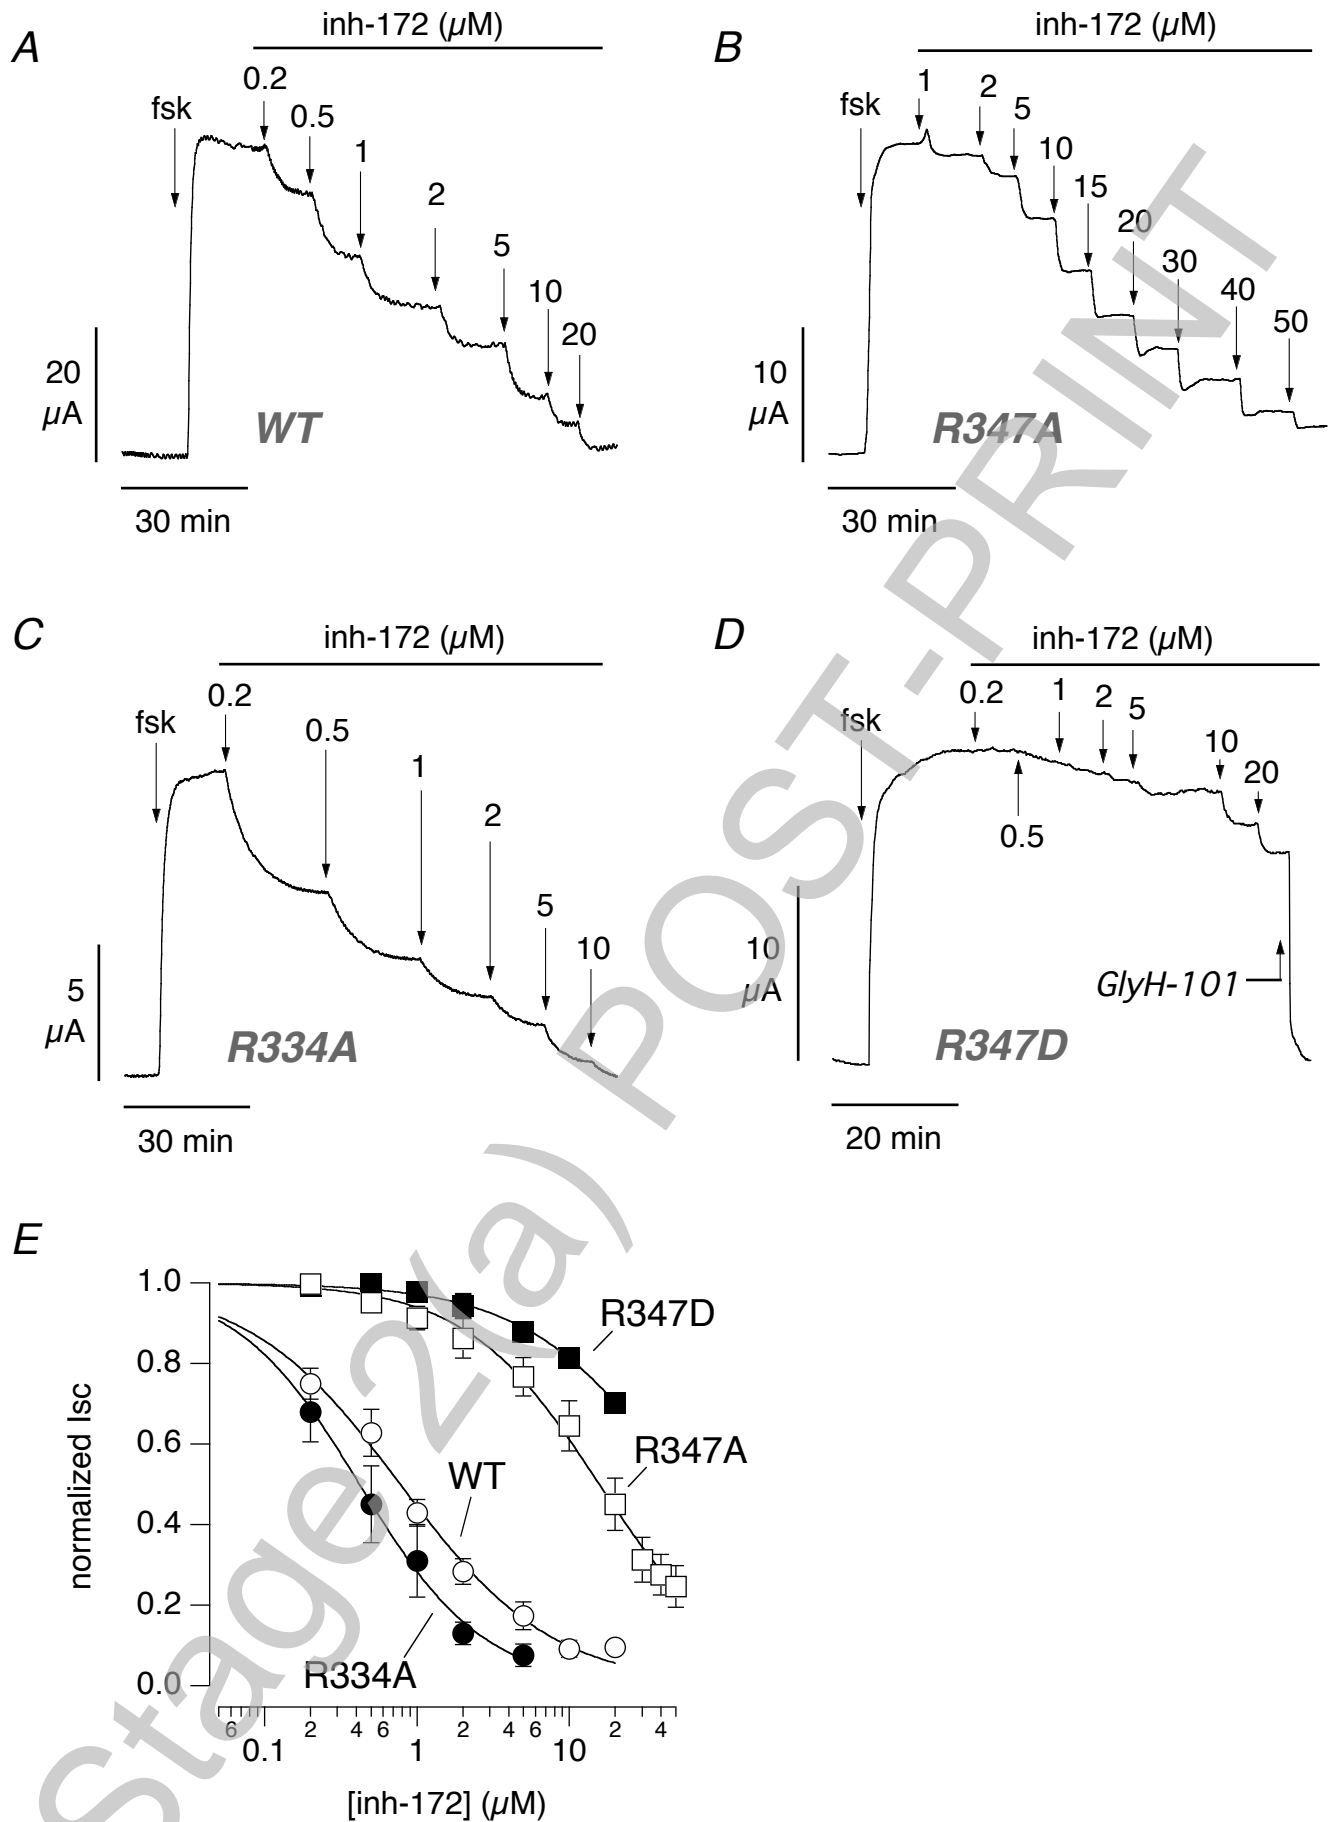 A
inh-172 (µM)
fsk
0.2
0.5
1
2
5
10
20
20
µA
WT
30 min
B
inh-172 (µM)
fsk
1
2
5
10
15
20
30
40
50
10
µA
R347A
30 min
C
inh-172 (µM)
fsk
0.2
0.5
1
2
5
10
5
µA
R334A
30 min
D
inh-172 (µM)
fsk
0.2
0.5
1
2
5
10
20
10
µA
GlyH-101
R347D
20 min
E
normalized Isc
1.0
0.8
0.6
0.4
0.2
0.0
R347D
R347A
WT
R334A
6 2 4 6 2 4 6 2 4
0.1 1 10
[inh-172] (µM)
Stage 2(a) POST-PRINT